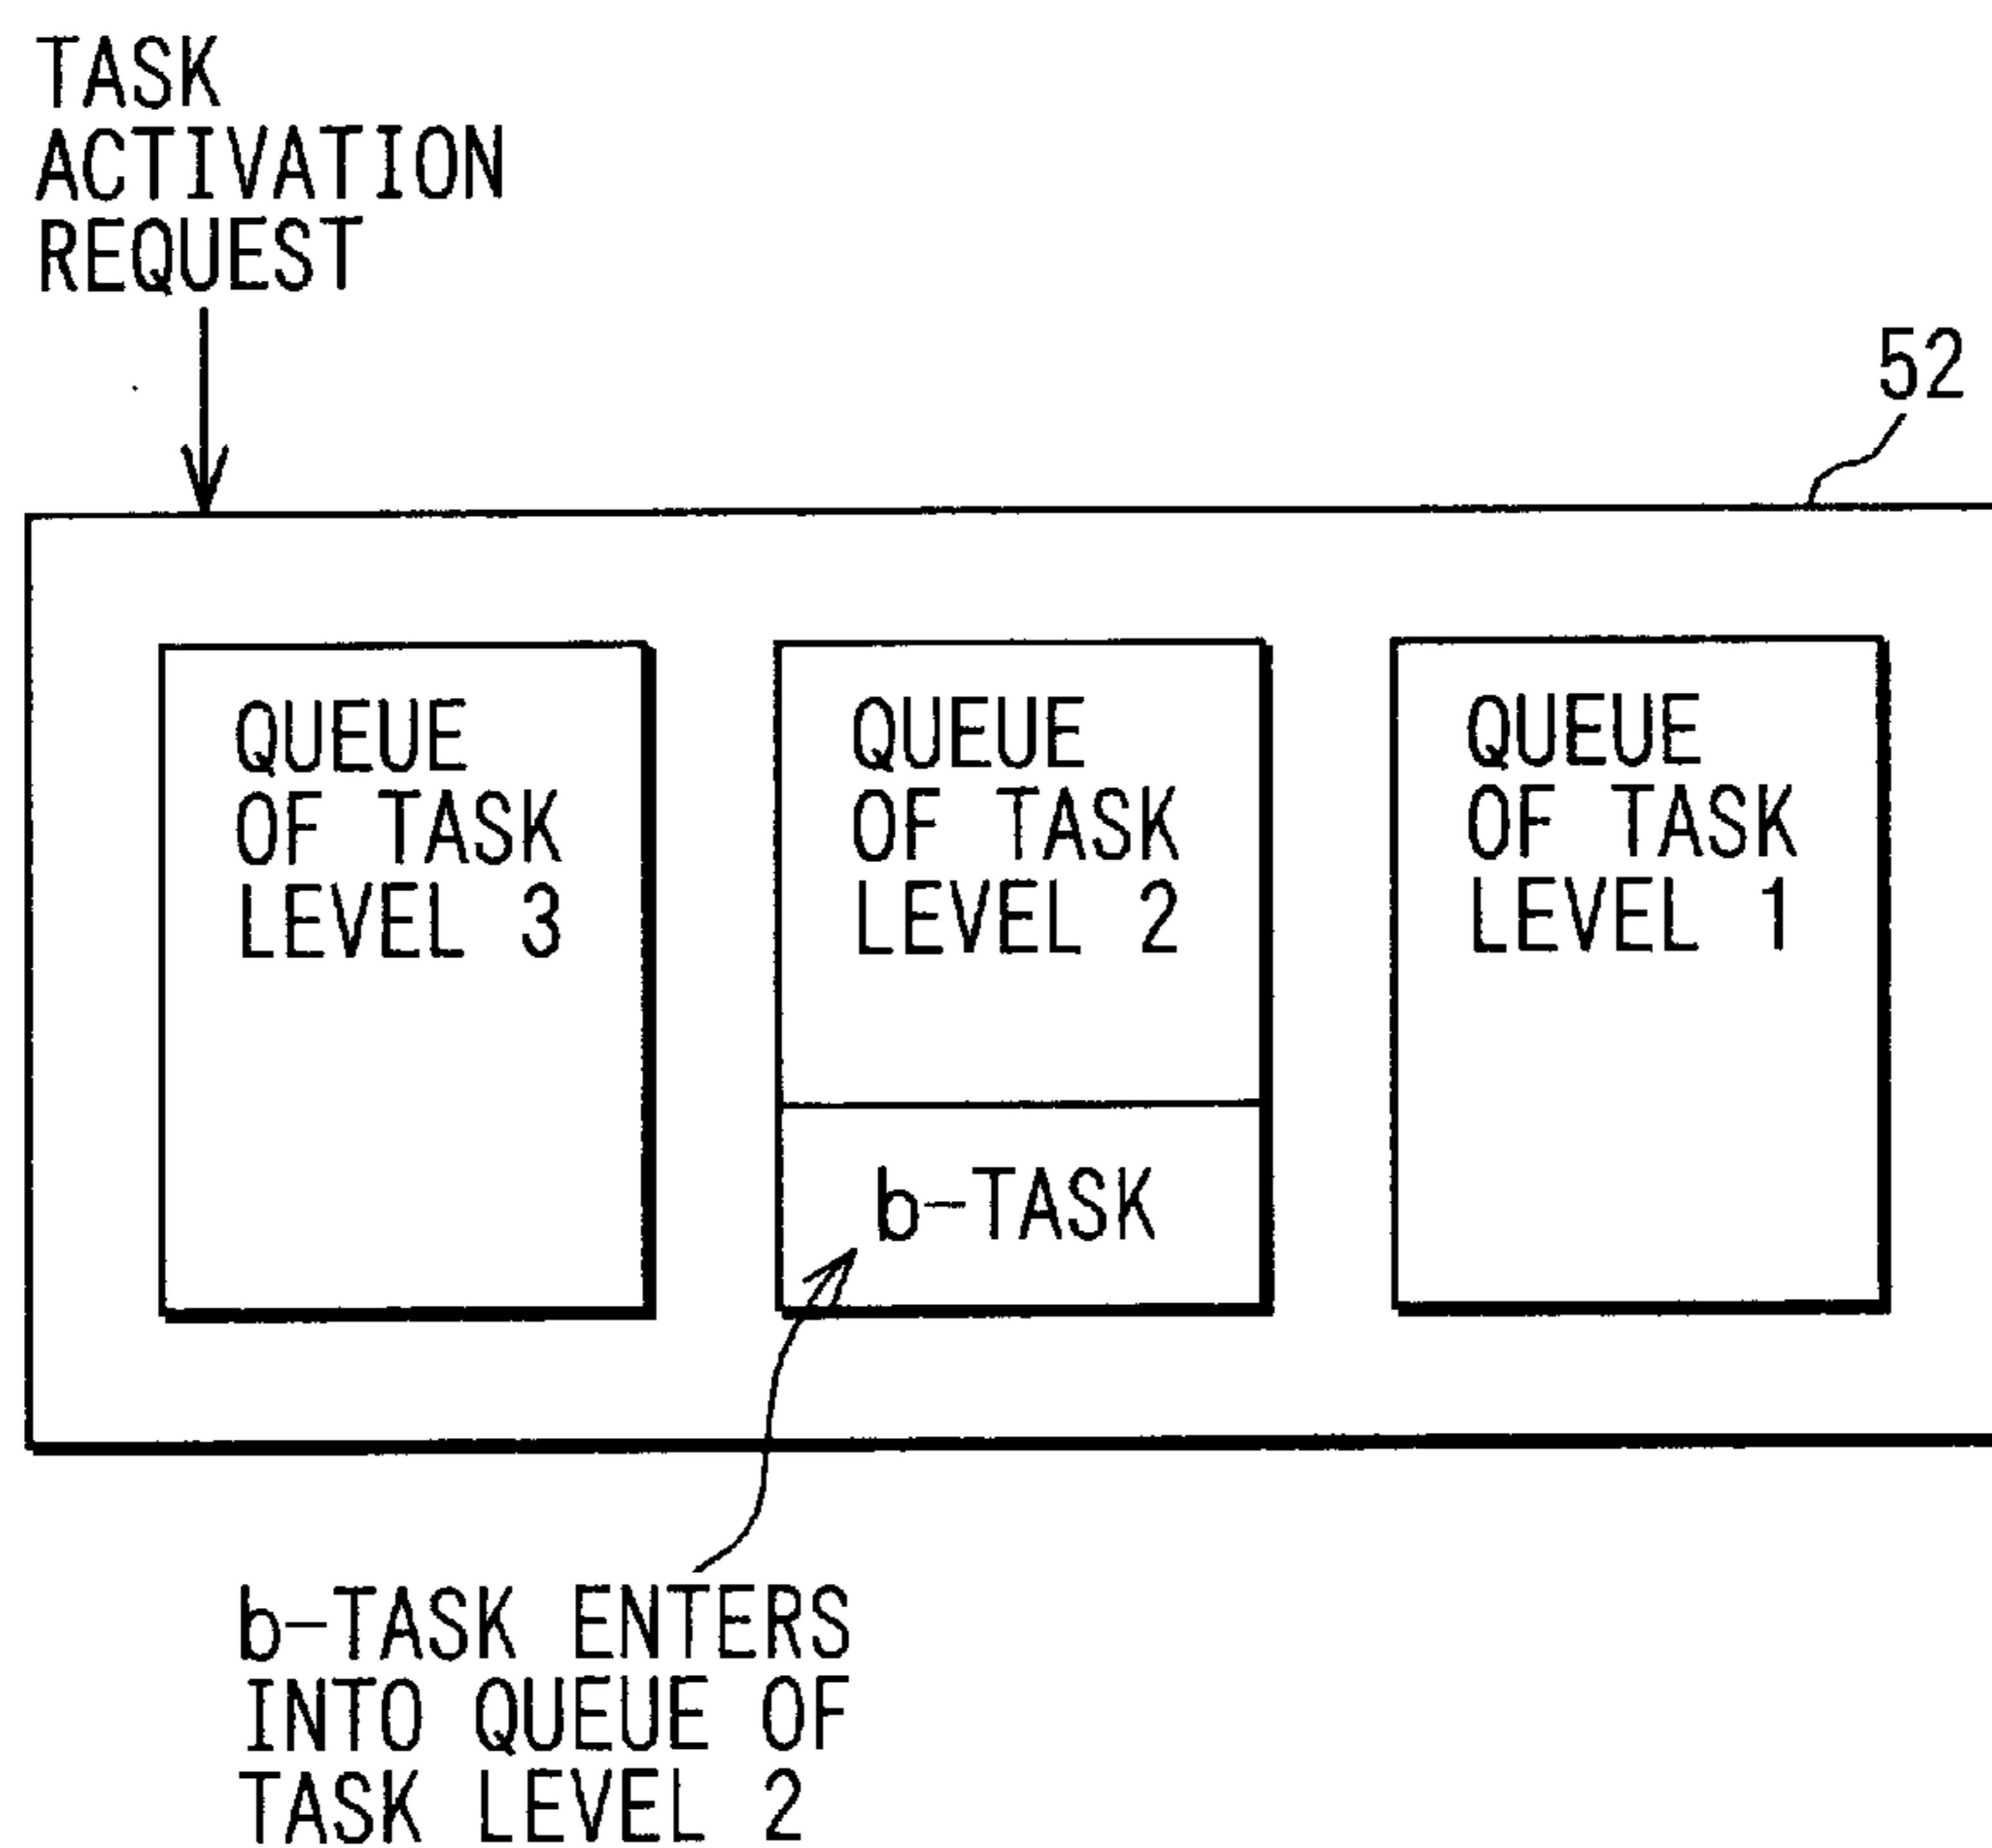 TASK
ACTIVATION
REQUEST
52
QUEUE
OF TASK
LEVEL 3
QUEUE
OF TASK
LEVEL 2
QUEUE
OF TASK
LEVEL 1
b-TASK
b-TASK ENTERS
INTO QUEUE OF
TASK LEVEL 2